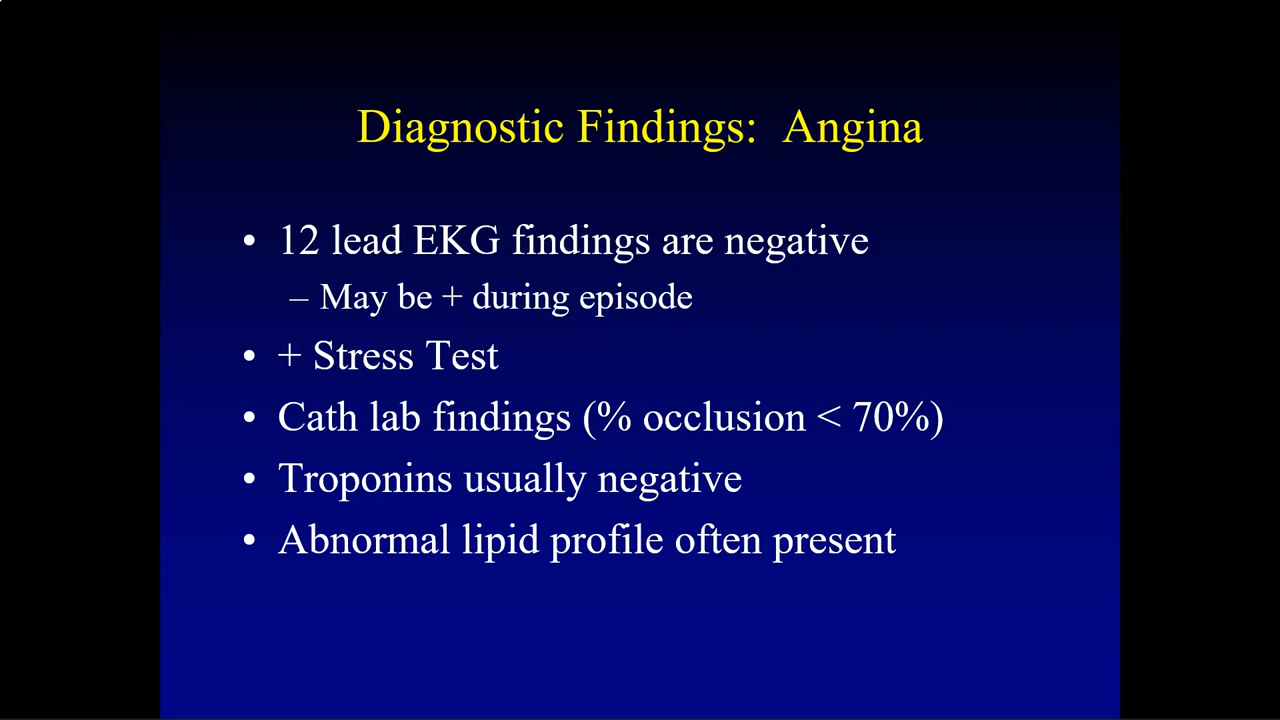 Diagnostic Findings: Angina
• 12 lead EKG findings are negative
– May be + during episode
• + Stress Test
• Cath lab findings (% occlusion < 70%)
• Troponins usually negative
• Abnormal lipid profile often present